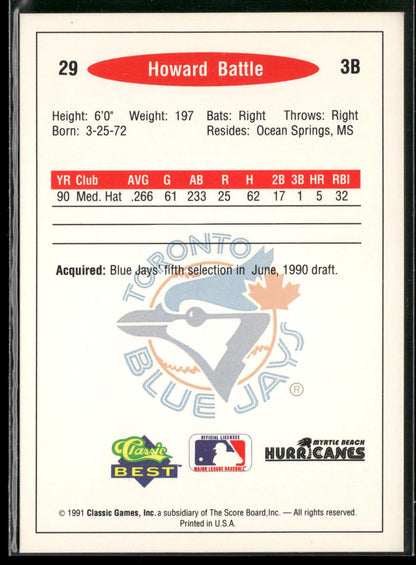 29 Howard Battle 3B
Height: 6'0" Weight: 197 Bats: Right Throws: Right
Born: 3-25-72 Resides: Ocean Springs, MS
YR Club AVG G AB R H 2B 3B HR RBI
90 Med. Hat .266 61 233 25 62 17 1 5 32
TORONTO
Acquired: Blue Jays' fifth selection in June, 1990 draft.
BLUE JAYS ®
Classic
BEST
OFFICIAL LICENSEE
MAJOR LEAGUE BASEBALL
MYRTLE BEACH
HURRICANES
© 1991 Classic Games, Inc. a subsidiary of The Score Board,Inc. — All rights reserved.
Printed in U.S.A.